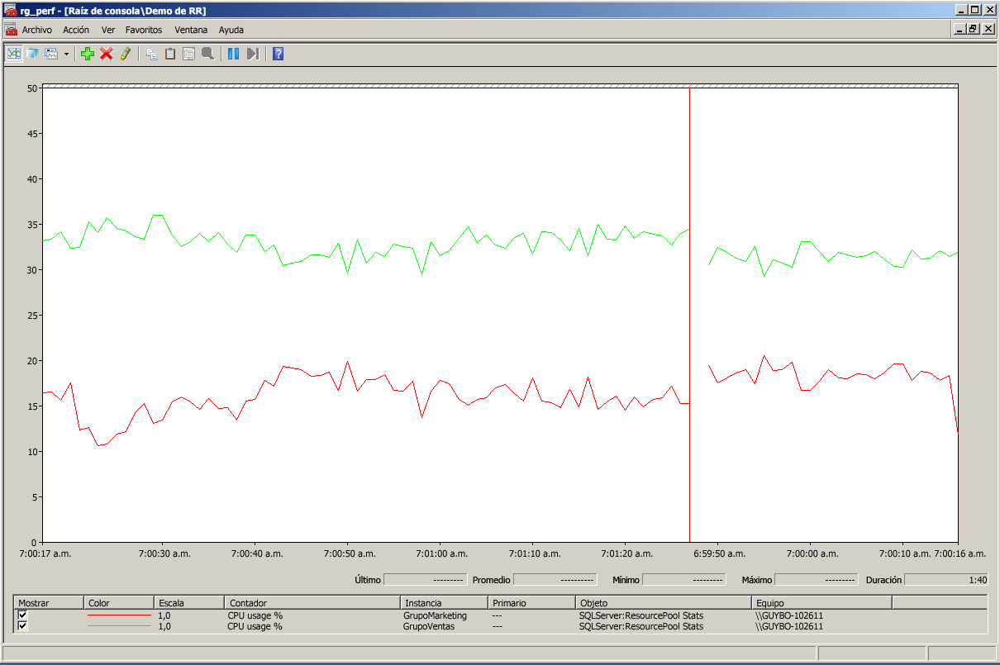 rg_perf - [Raíz de consola\Demo de RR]
Archivo Acción Ver Favoritos Ventana Ayuda
50
45
40
35
30
25
20
15
10
5
0
7:00:17 a.m. 7:00:30 a.m. 7:00:40 a.m. 7:00:50 a.m. 7:01:00 a.m. 7:01:10 a.m. 7:01:20 a.m. 6:59:50 a.m. 7:00:00 a.m. 7:00:10 a.m. 7:00:16 a.m.
Último --------- Promedio ---------- Mínimo --------- Máximo --------- Duración 1:40
Mostrar Color Escala Contador Instancia Primario Objeto Equipo
1,0 CPU usage % GrupoMarketing --- SQLServer:ResourcePool Stats \\GUYBO-102611
1,0 CPU usage % GrupoVentas --- SQLServer:ResourcePool Stats \\GUYBO-102611